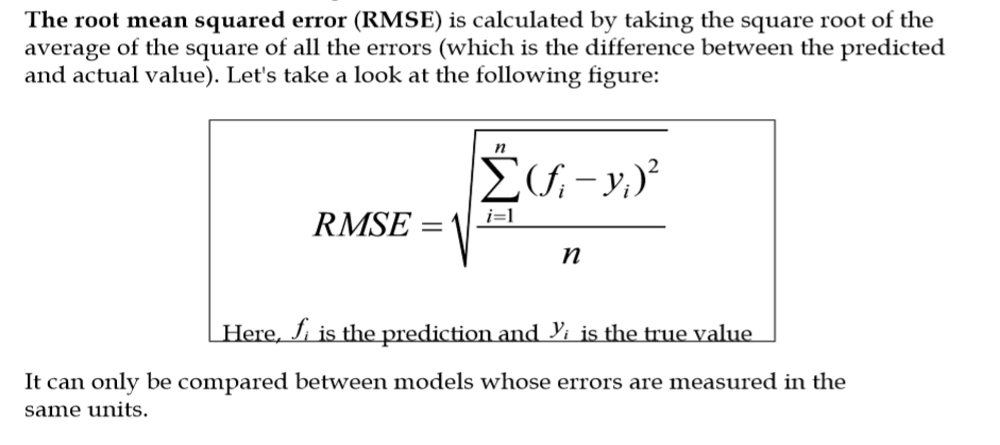 The root mean squared error (RMSE) is calculated by taking the square root of the
average of the square of all the errors (which is the difference between the predicted
and actual value). Let's take a look at the following figure:
RMSE = √(∑_{i=1}^{n} (f_i − y_i)² / n)
Here, f_i is the prediction and y_i is the true value
It can only be compared between models whose errors are measured in the
same units.